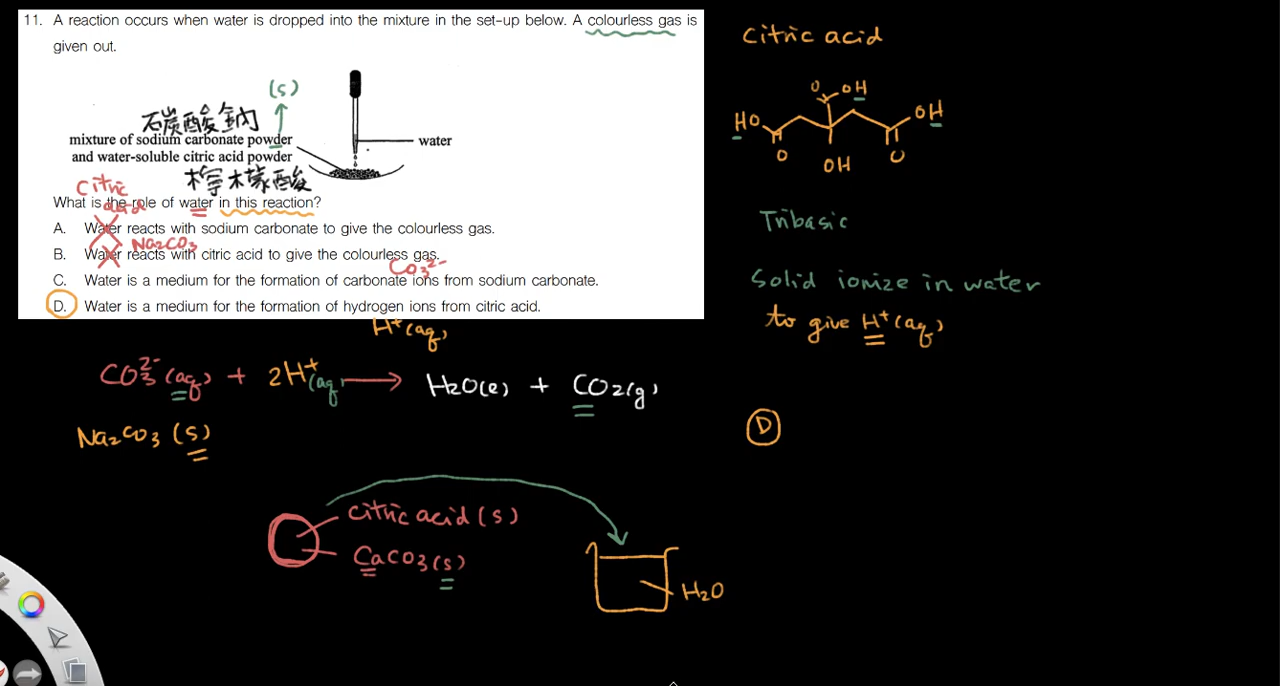 11. A reaction occurs when water is dropped into the mixture in the set-up below. A colourless gas is
given out.
(s)
石炭酸鈉
mixture of sodium carbonate powder
and water-soluble citric acid powder
water
檸檬酸
Citric
acid
What is the role of water in this reaction?
A. Water reacts with sodium carbonate to give the colourless gas.
Na2CO3
B. Water reacts with citric acid to give the colourless gas.
CO3²⁻
C. Water is a medium for the formation of carbonate ions from sodium carbonate.
D. Water is a medium for the formation of hydrogen ions from citric acid.
H⁺(aq)
CO3²⁻(aq) + 2H⁺(aq) → H2O(l) + CO2(g)
Na2CO3 (s)
citric acid (s)
CaCO3(s)
H2O
Citric acid
O OH
HO OH
O OH O
Tribasic
Solid ionize in water
to give H⁺(aq)
D